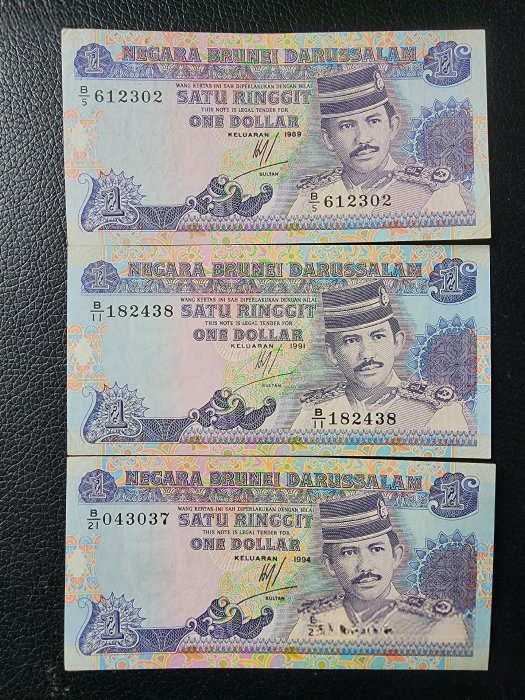 NEGARA BRUNEI DARUSSALAM
1
B/5 612302
WANG KERTAS INI SAH DIPERLAKUKAN DENGAN NILAI
SATU RINGGIT
THIS NOTE IS LEGAL TENDER FOR
ONE DOLLAR
KELUARAN 1989
SULTAN
1
B/5 612302
NEGARA BRUNEI DARUSSALAM
B/11 182438
WANG KERTAS INI SAH DIPERLAKUKAN DENGAN NILAI
SATU RINGGIT
THIS NOTE IS LEGAL TENDER FOR
ONE DOLLAR
KELUARAN 1991
SULTAN
1
B/11 182438
NEGARA BRUNEI DARUSSALAM
B/21 043037
WANG KERTAS INI SAH DIPERLAKUKAN DENGAN NILAI
SATU RINGGIT
THIS NOTE IS LEGAL TENDER FOR
ONE DOLLAR
KELUARAN 1994
SULTAN
1